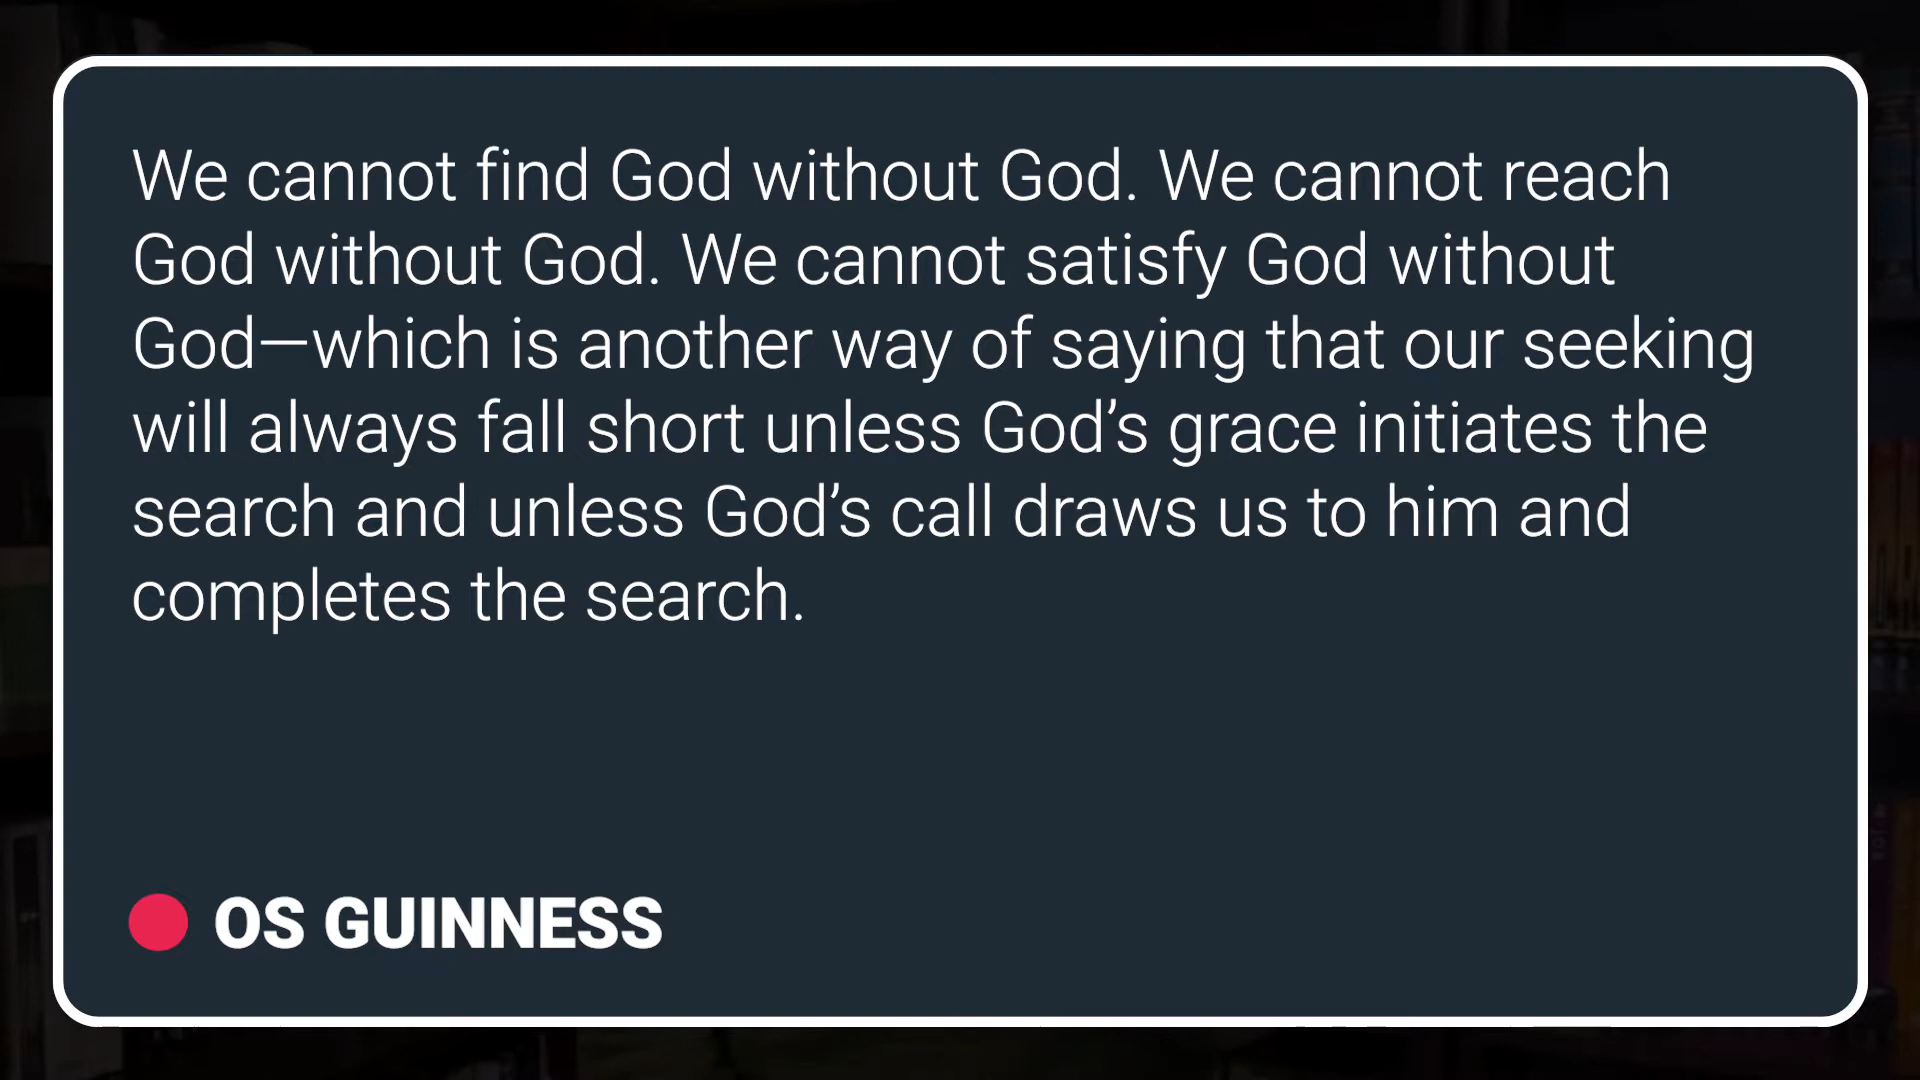 We cannot find God without God. We cannot reach
God without God. We cannot satisfy God without
God—which is another way of saying that our seeking
will always fall short unless God’s grace initiates the
search and unless God’s call draws us to him and
completes the search.
OS GUINNESS